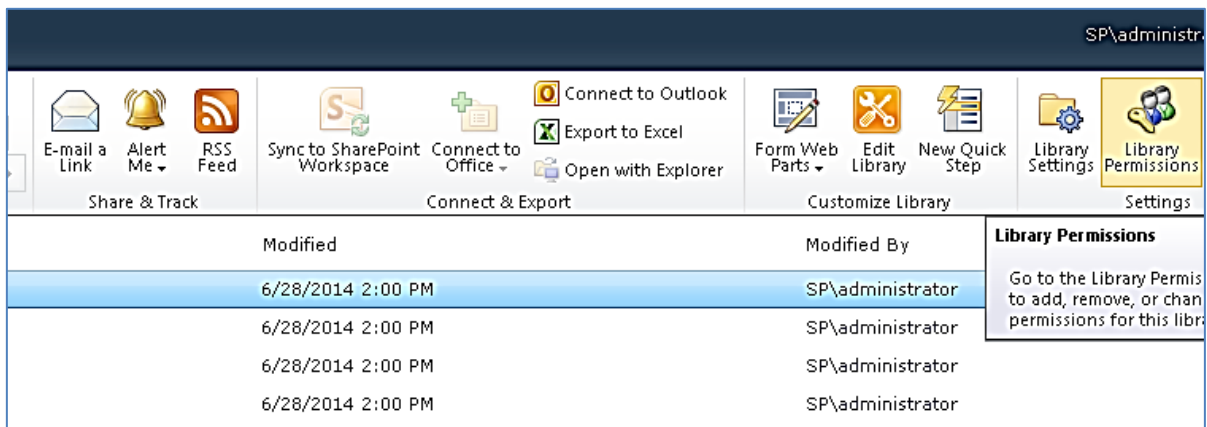 SP\administr
E-mail a
Link
Alert
Me
RSS
Feed
Share & Track
Sync to SharePoint
Workspace
Connect to
Office
Connect to Outlook
Export to Excel
Open with Explorer
Connect & Export
Form Web
Parts
Edit
Library
New Quick
Step
Customize Library
Library
Settings
Library
Permissions
Settings
Modified Modified By
6/28/2014 2:00 PM SP\administrator
6/28/2014 2:00 PM SP\administrator
6/28/2014 2:00 PM SP\administrator
6/28/2014 2:00 PM SP\administrator
Library Permissions
Go to the Library Permis
to add, remove, or chan
permissions for this libr